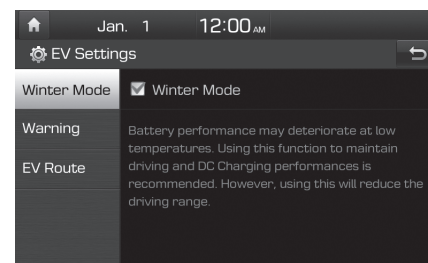 Jan. 1 12:00 AM
EV Settings
Winter Mode
Warning
EV Route
Winter Mode
Battery performance may deteriorate at low
temperatures. Using this function to maintain
driving and DC Charging performances is
recommended. However, using this will reduce the
driving range.